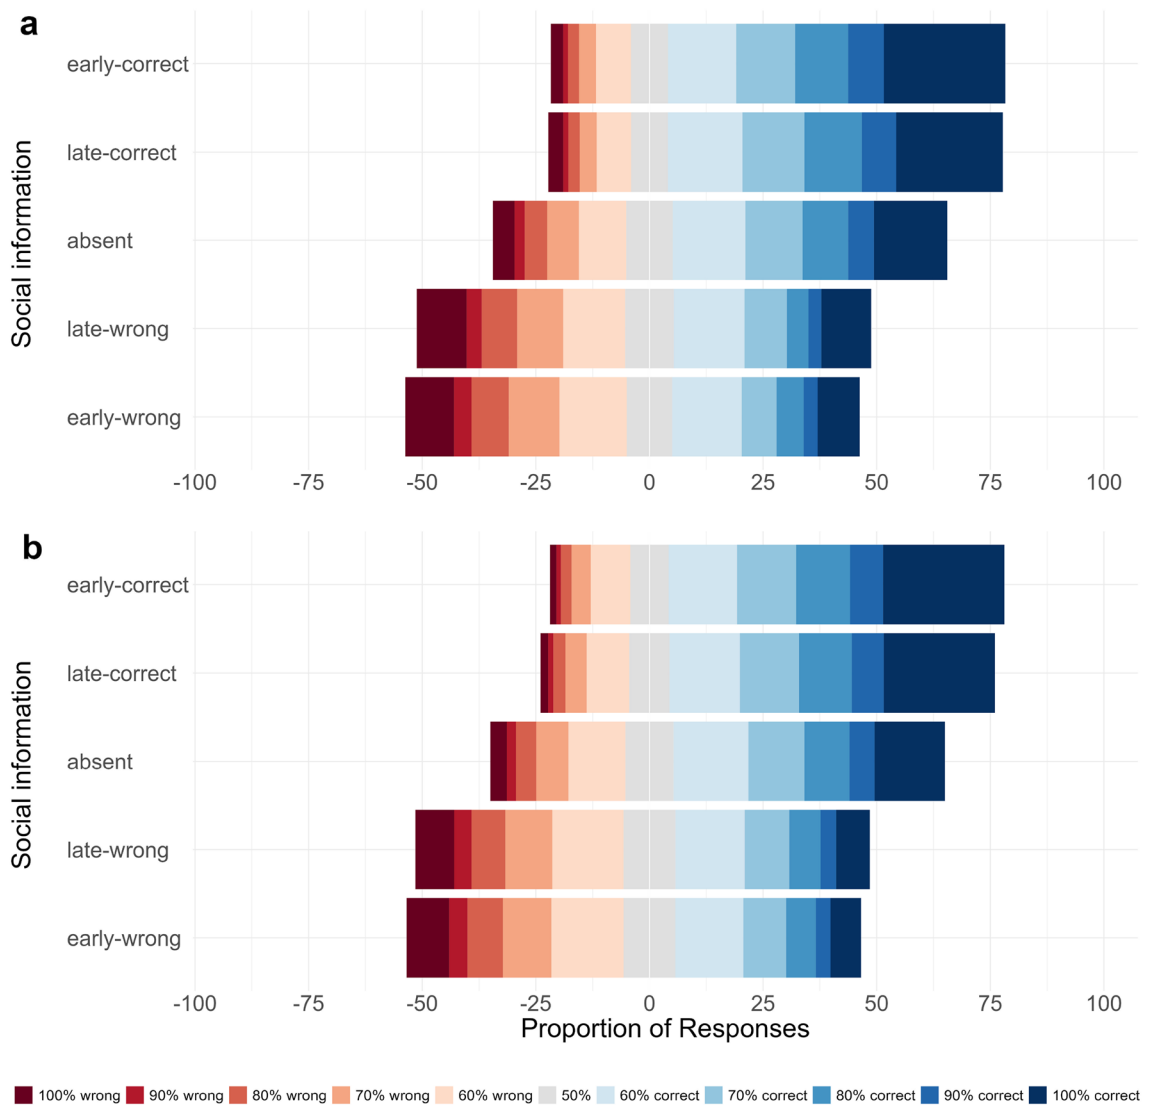 a
Social information
early-correct
late-correct
absent
late-wrong
early-wrong
-100 -75 -50 -25 0 25 50 75 100
b
Social information
early-correct
late-correct
absent
late-wrong
early-wrong
-100 -75 -50 -25 0 25 50 75 100
Proportion of Responses
100% wrong 90% wrong 80% wrong 70% wrong 60% wrong 50% 60% correct 70% correct 80% correct 90% correct 100% correct